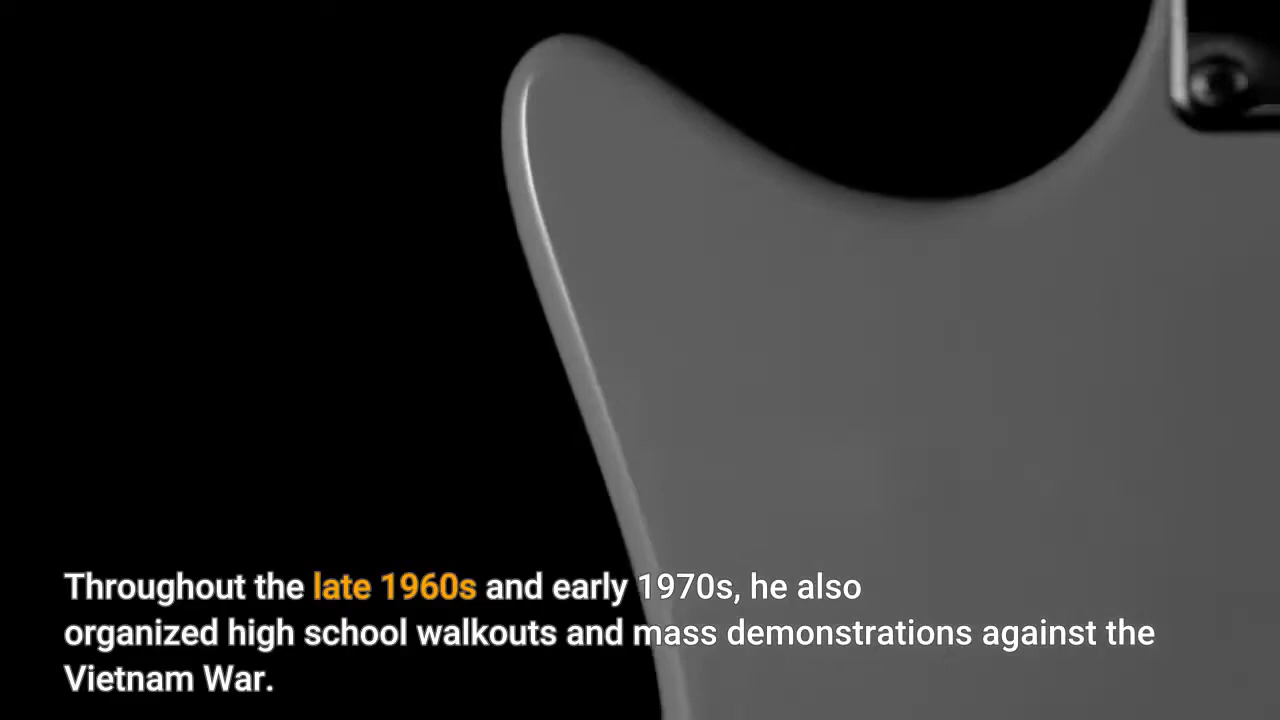 Throughout the late 1960s and early 1970s, he also
organized high school walkouts and mass demonstrations against the
Vietnam War.